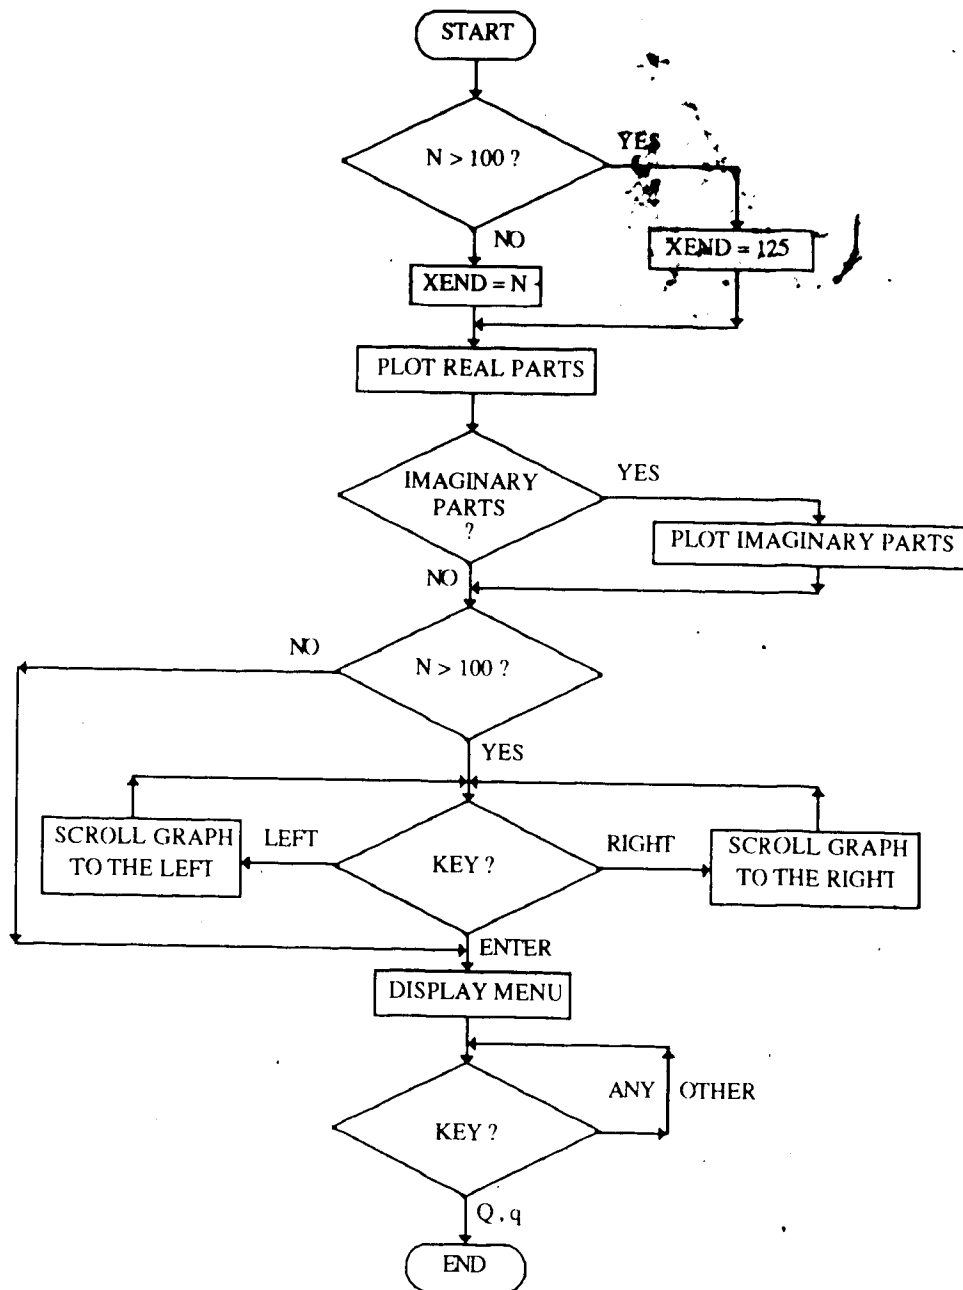 START
N > 100 ?
YES
NO
XEND = 125
XEND = N
PLOT REAL PARTS
IMAGINARY
PARTS
?
YES
PLOT IMAGINARY PARTS
NO
NO
N > 100 ?
YES
SCROLL GRAPH
TO THE LEFT
LEFT
KEY ?
RIGHT
SCROLL GRAPH
TO THE RIGHT
ENTER
DISPLAY MENU
ANY OTHER
KEY ?
Q , q
END